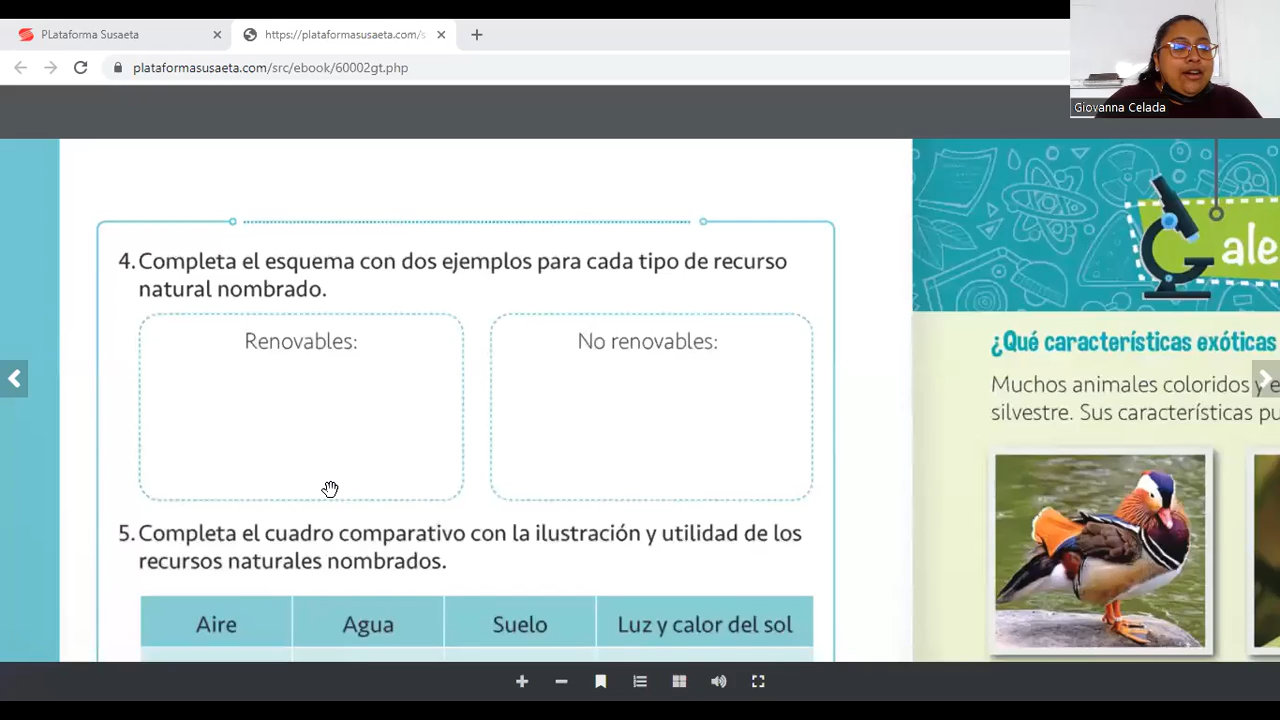 PLataforma Susaeta
https://plataformasusaeta.com/s
plataformasusaeta.com/src/ebook/60002gt.php
Giovanna Celada
4. Completa el esquema con dos ejemplos para cada tipo de recurso
natural nombrado.
Renovables:
No renovables:
5. Completa el cuadro comparativo con la ilustración y utilidad de los
recursos naturales nombrados.
Aire
Agua
Suelo
Luz y calor del sol
Gale
¿Qué características exóticas
Muchos animales coloridos y e
silvestre. Sus características pu